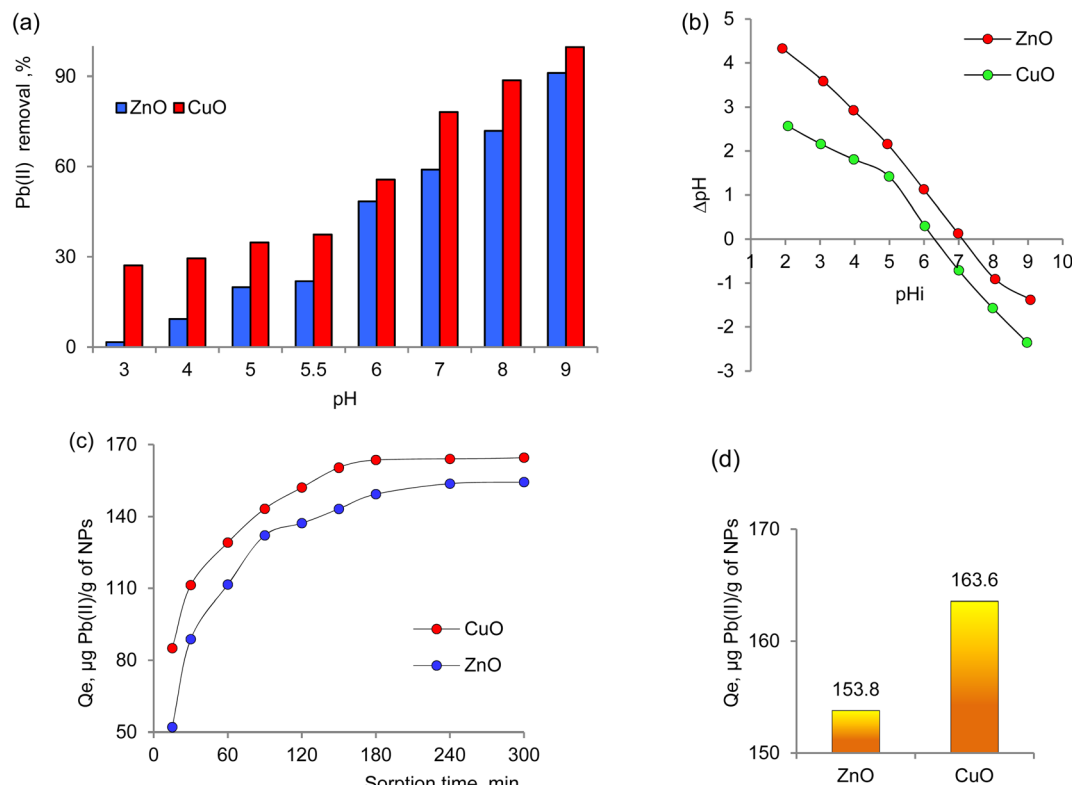 (a)
Pb(II) removal ,%
90
60
30
0
ZnO CuO
3 4 5 5.5 6 7 8 9
pH
(b)
ΔpH
5
4
3
2
1
0
-1
-2
-3
ZnO
CuO
1 2 3 4 5 6 7 8 9 10
pHi
(c)
Qe, µg Pb(II)/g of NPs
170
140
110
80
50
CuO
ZnO
0 60 120 180 240 300
Sorption time, min
(d)
Qe, µg Pb(II)/g of NPs
170
160
150
153.8
163.6
ZnO CuO